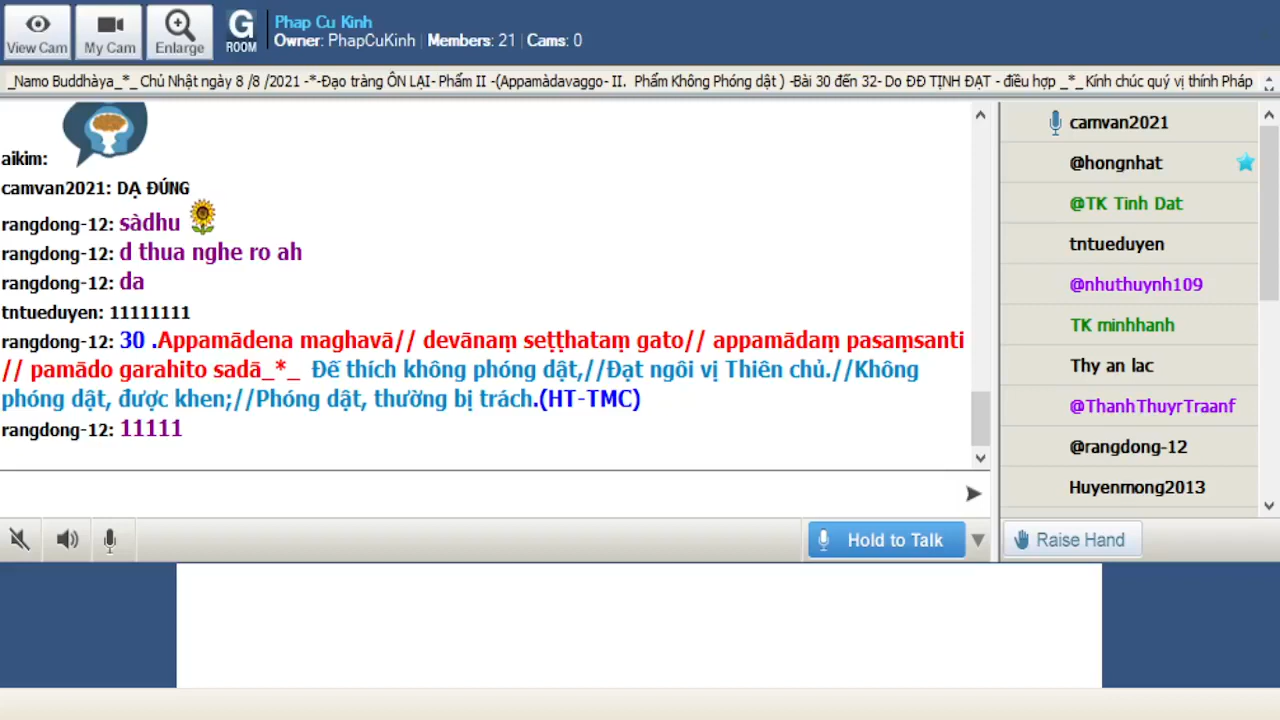 View Cam
My Cam
Enlarge
G
ROOM
Phap Cu Kinh
Owner: PhapCuKinh | Members: 21 | Cams: 0
_Namo Buddhàya_*_ Chủ Nhật ngày 8 /8 /2021 -*-Đạo tràng ÔN LẠI- Phẩm II -(Appamàdavaggo- II. Phẩm Không Phóng dật ) -Bài 30 đến 32- Do ĐĐ TỊNH ĐẠT - điều hợp _*_Kính chúc quý vị thính Pháp
aikim:
camvan2021: DẠ ĐÚNG
rangdong-12: sàdhu
rangdong-12: d thua nghe ro ah
rangdong-12: da
tntueduyen: 11111111
rangdong-12: 30 .Appamādena maghavā// devānaṃ seṭṭhataṃ gato// appamādaṃ pasaṃsanti
// pamādo garahito sadā_*_ Đế thích không phóng dật,//Đạt ngôi vị Thiên chủ.//Không
phóng dật, được khen;//Phóng dật, thường bị trách.(HT-TMC)
rangdong-12: 11111
Hold to Talk
camvan2021
@hongnhat
@TK Tinh Dat
tntueduyen
@nhuthuynh109
TK minhhanh
Thy an lac
@ThanhThuyrTraanf
@rangdong-12
Huyenmong2013
Raise Hand